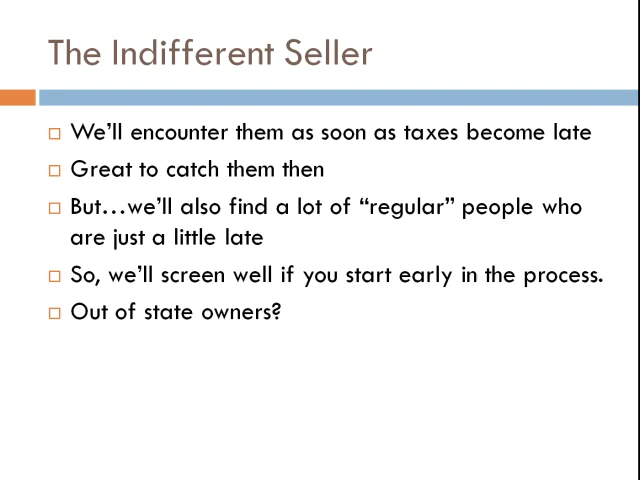 The Indifferent Seller
We’ll encounter them as soon as taxes become late
Great to catch them then
But…we’ll also find a lot of “regular” people who
are just a little late
So, we’ll screen well if you start early in the process.
Out of state owners?